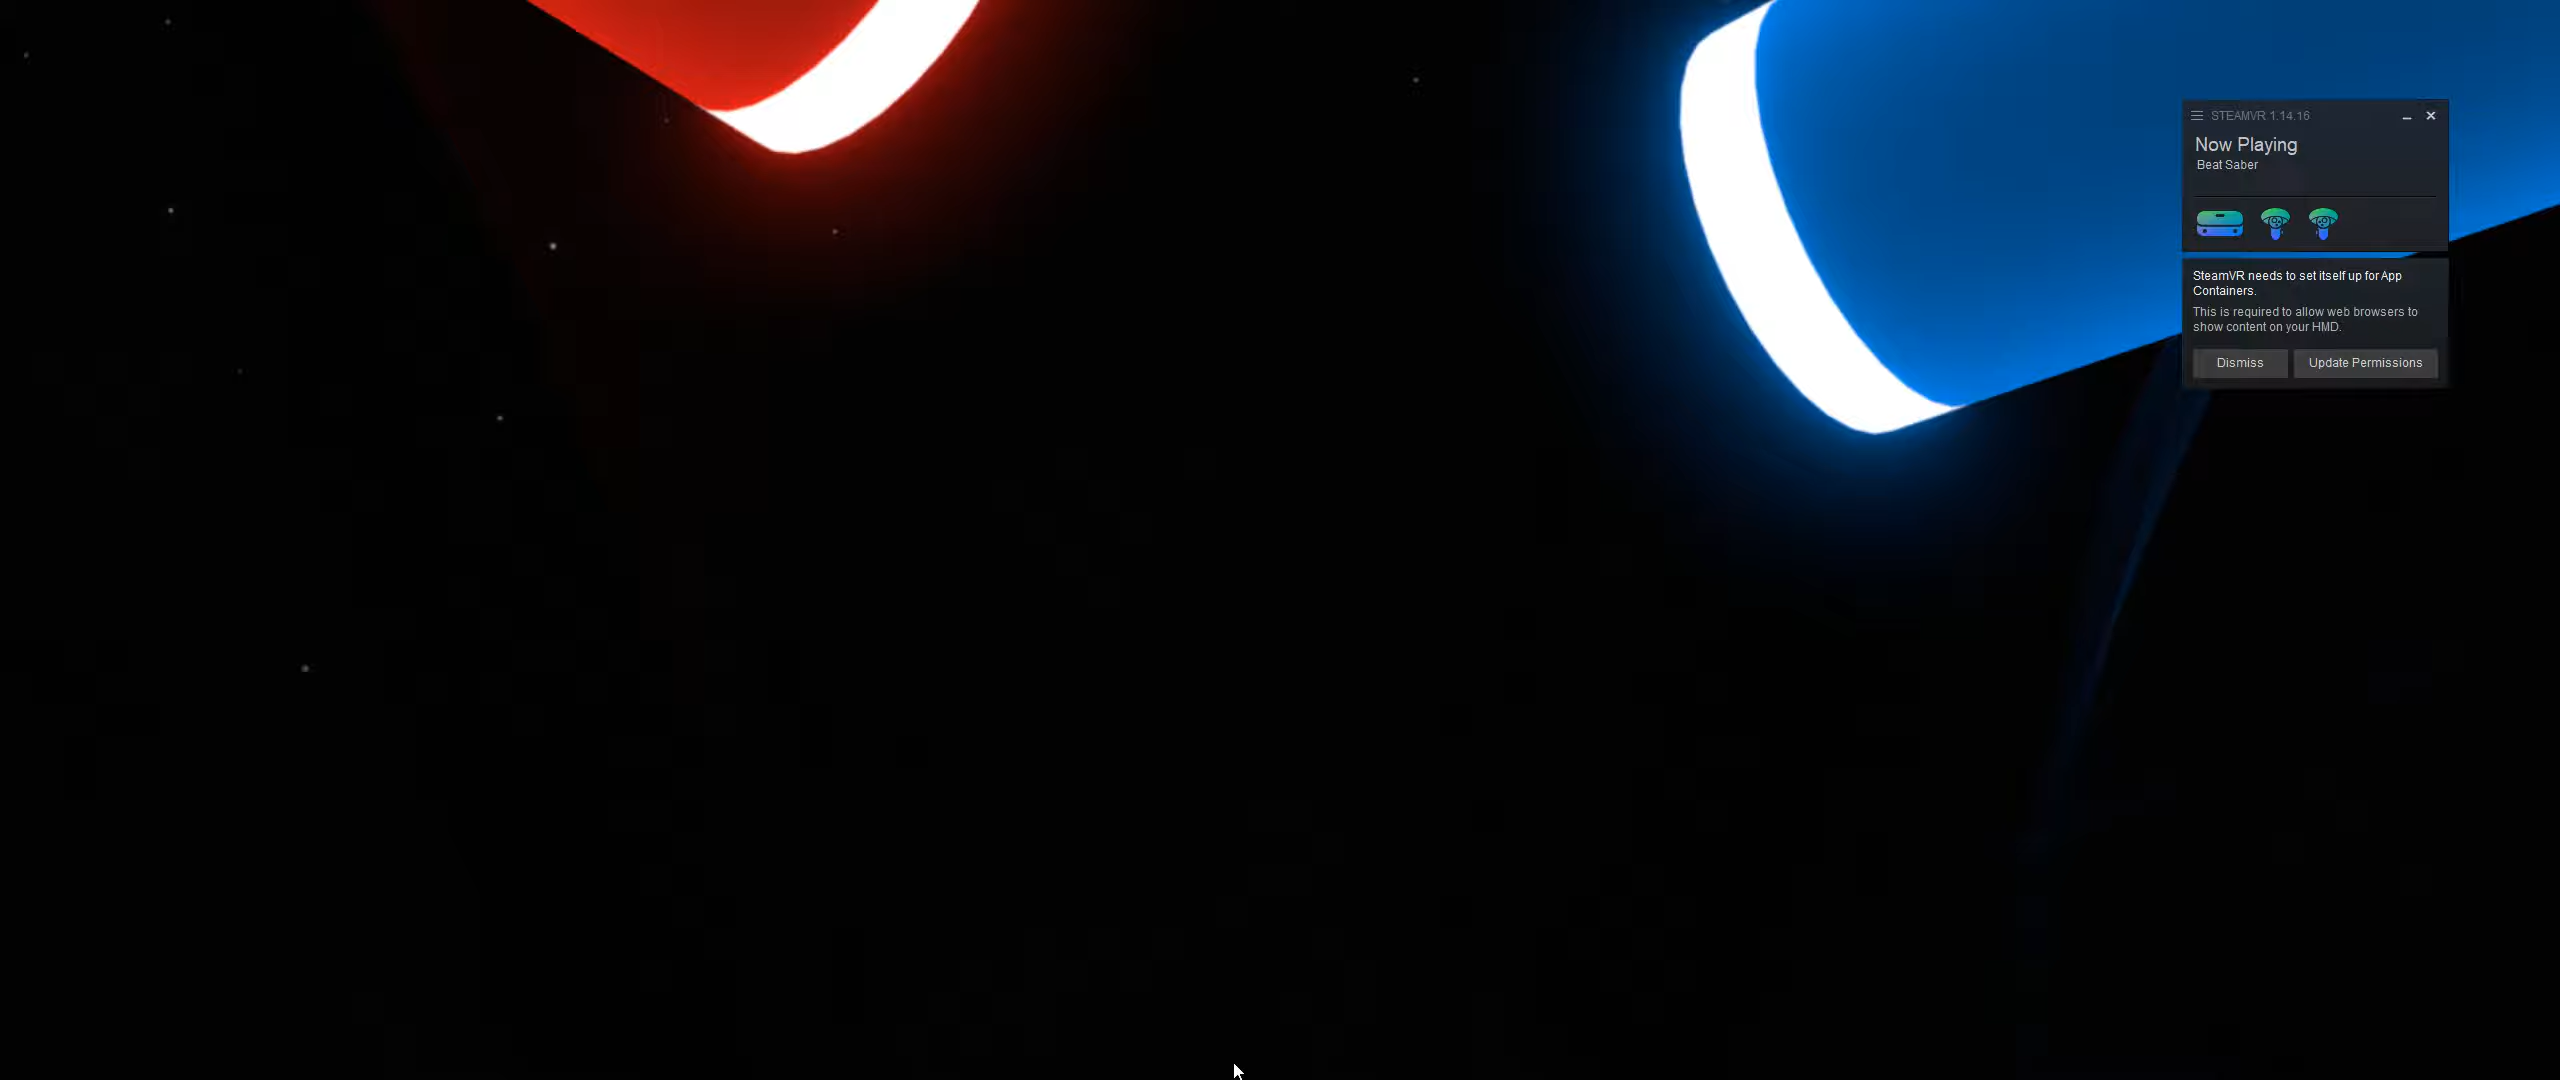 STEAMVR 1.14.16
Now Playing
Beat Saber
SteamVR needs to set itself up for App
Containers.
This is required to allow web browsers to
show content on your HMD.
Dismiss
Update Permissions